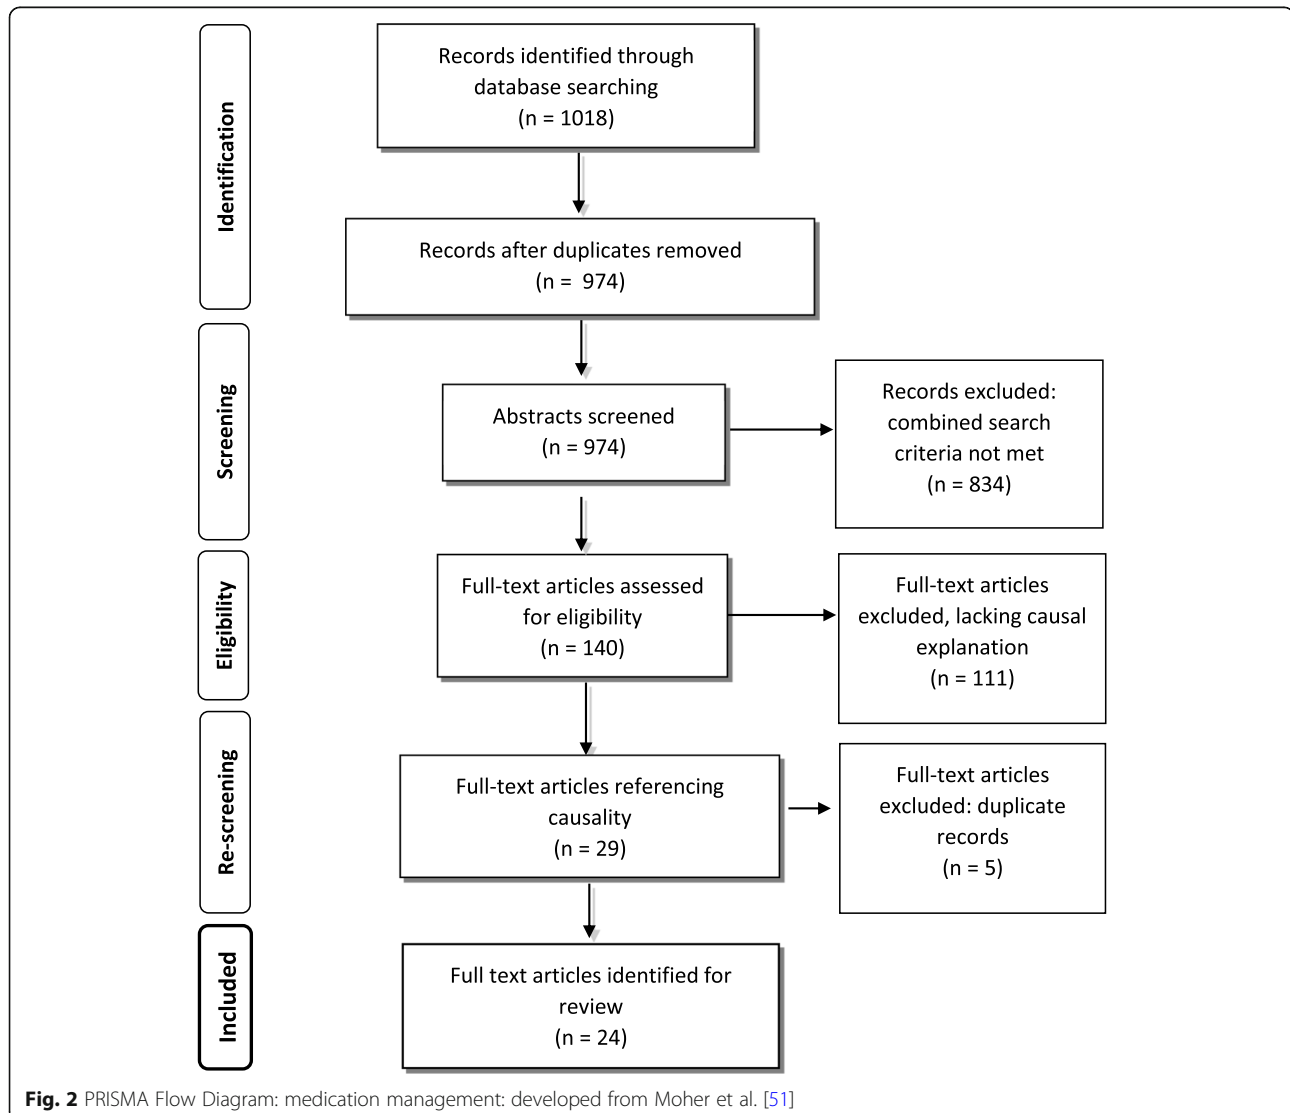 Identification
Records identified through
database searching
(n = 1018)
Records after duplicates removed
(n = 974)
Screening
Abstracts screened
(n = 974)
Records excluded:
combined search
criteria not met
(n = 834)
Eligibility
Full-text articles assessed
for eligibility
(n = 140)
Full-text articles
excluded, lacking causal
explanation
(n = 111)
Re-screening
Full-text articles referencing
causality
(n = 29)
Full-text articles
excluded: duplicate
records
(n = 5)
Included
Full text articles identified for
review
(n = 24)
Fig. 2 PRISMA Flow Diagram: medication management: developed from Moher et al. [51]